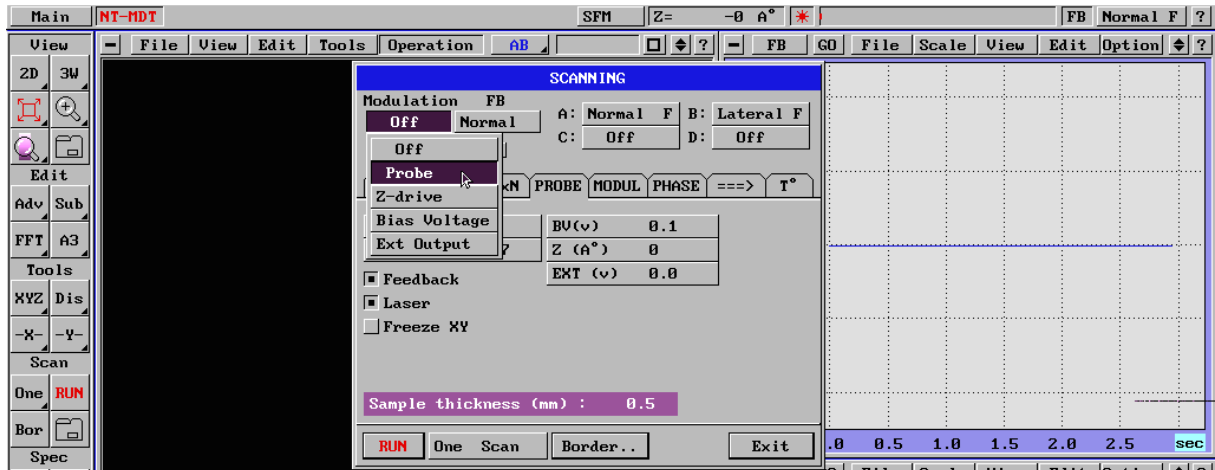 Main NT-MDT SFM Z= -0 A° FB Normal F ?
View - File View Edit Tools Operation AB ? - FB GO File Scale View Edit Option ?
2D 3W
SCANNING
Modulation FB
Off Normal A: Normal F B: Lateral F
C: Off D: Off
Off
Probe
Z-drive
Bias Voltage
Ext Output
Edit
Adv Sub
xN PROBE MODUL PHASE ===> T°
BV(v) 0.1
7 Z (A°) 0
EXT (v) 0.0
FFT A3
Tools
Feedback
XYZ Dis
Laser
-X- -Y-
Freeze XY
Scan
One RUN
Sample thickness (mm) : 0.5
Bor
RUN One Scan Border.. Exit
.0 0.5 1.0 1.5 2.0 2.5 sec
Spec